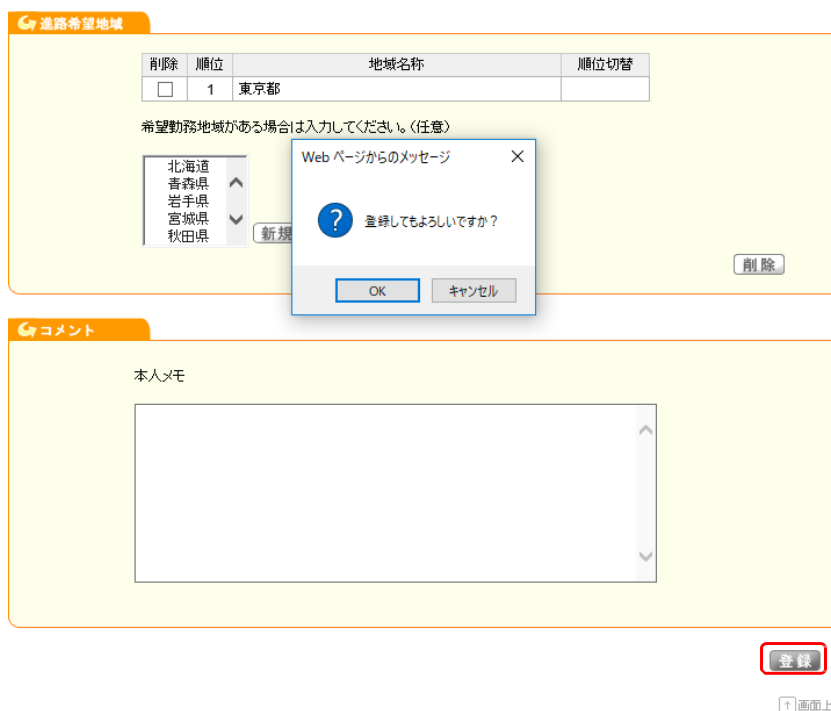 進路希望地域
削除 順位 地域名称 順位切替
1 東京都
希望勤務地域がある場合は入力してください。(任意)
Web ページからのメッセージ
北海道
青森県
岩手県
宮城県
秋田県
新規
登録してもよろしいですか?
OK キャンセル
削除
コメント
本人メモ
登録
↑画面上